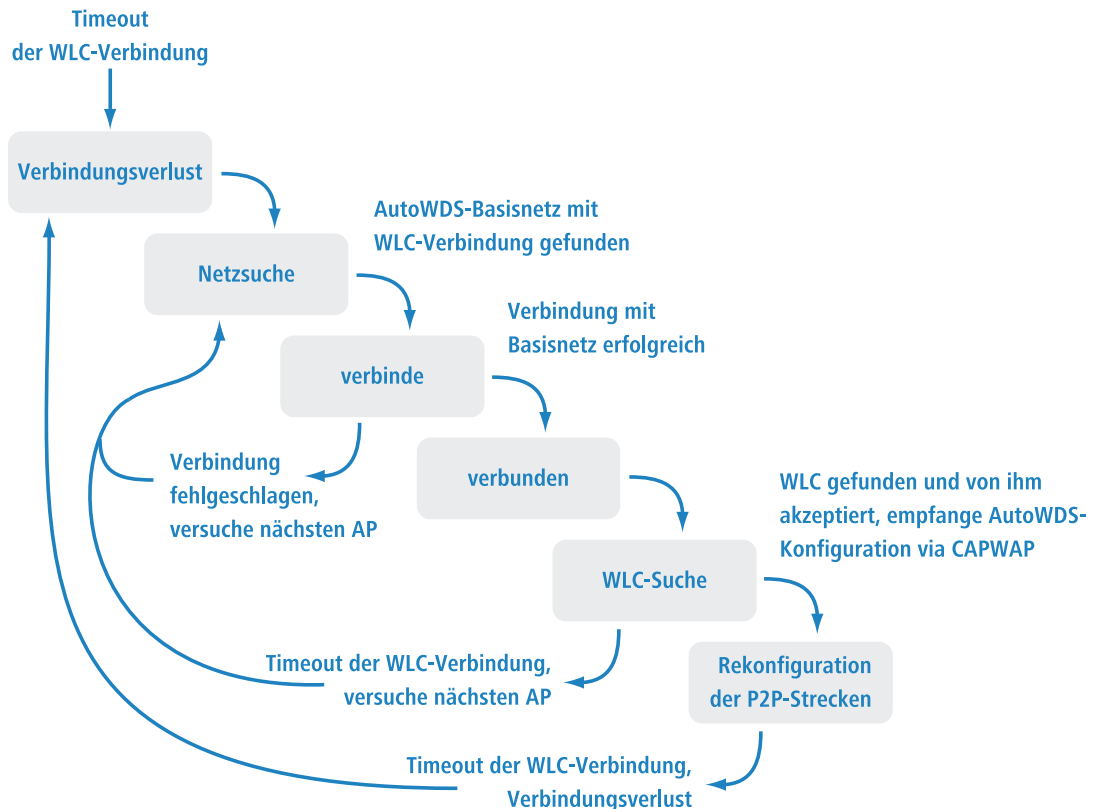 Timeout
der WLC-Verbindung
Verbindungsverlust
AutoWDS-Basisnetz mit
WLC-Verbindung gefunden
Netzsuche
Verbindung mit
Basisnetz erfolgreich
verbinde
Verbindung
fehlgeschlagen,
versuche nächsten AP
verbunden
WLC gefunden und von ihm
akzeptiert, empfange AutoWDS-
Konfiguration via CAPWAP
WLC-Suche
Timeout der WLC-Verbindung,
versuche nächsten AP
Rekonfiguration
der P2P-Strecken
Timeout der WLC-Verbindung,
Verbindungsverlust